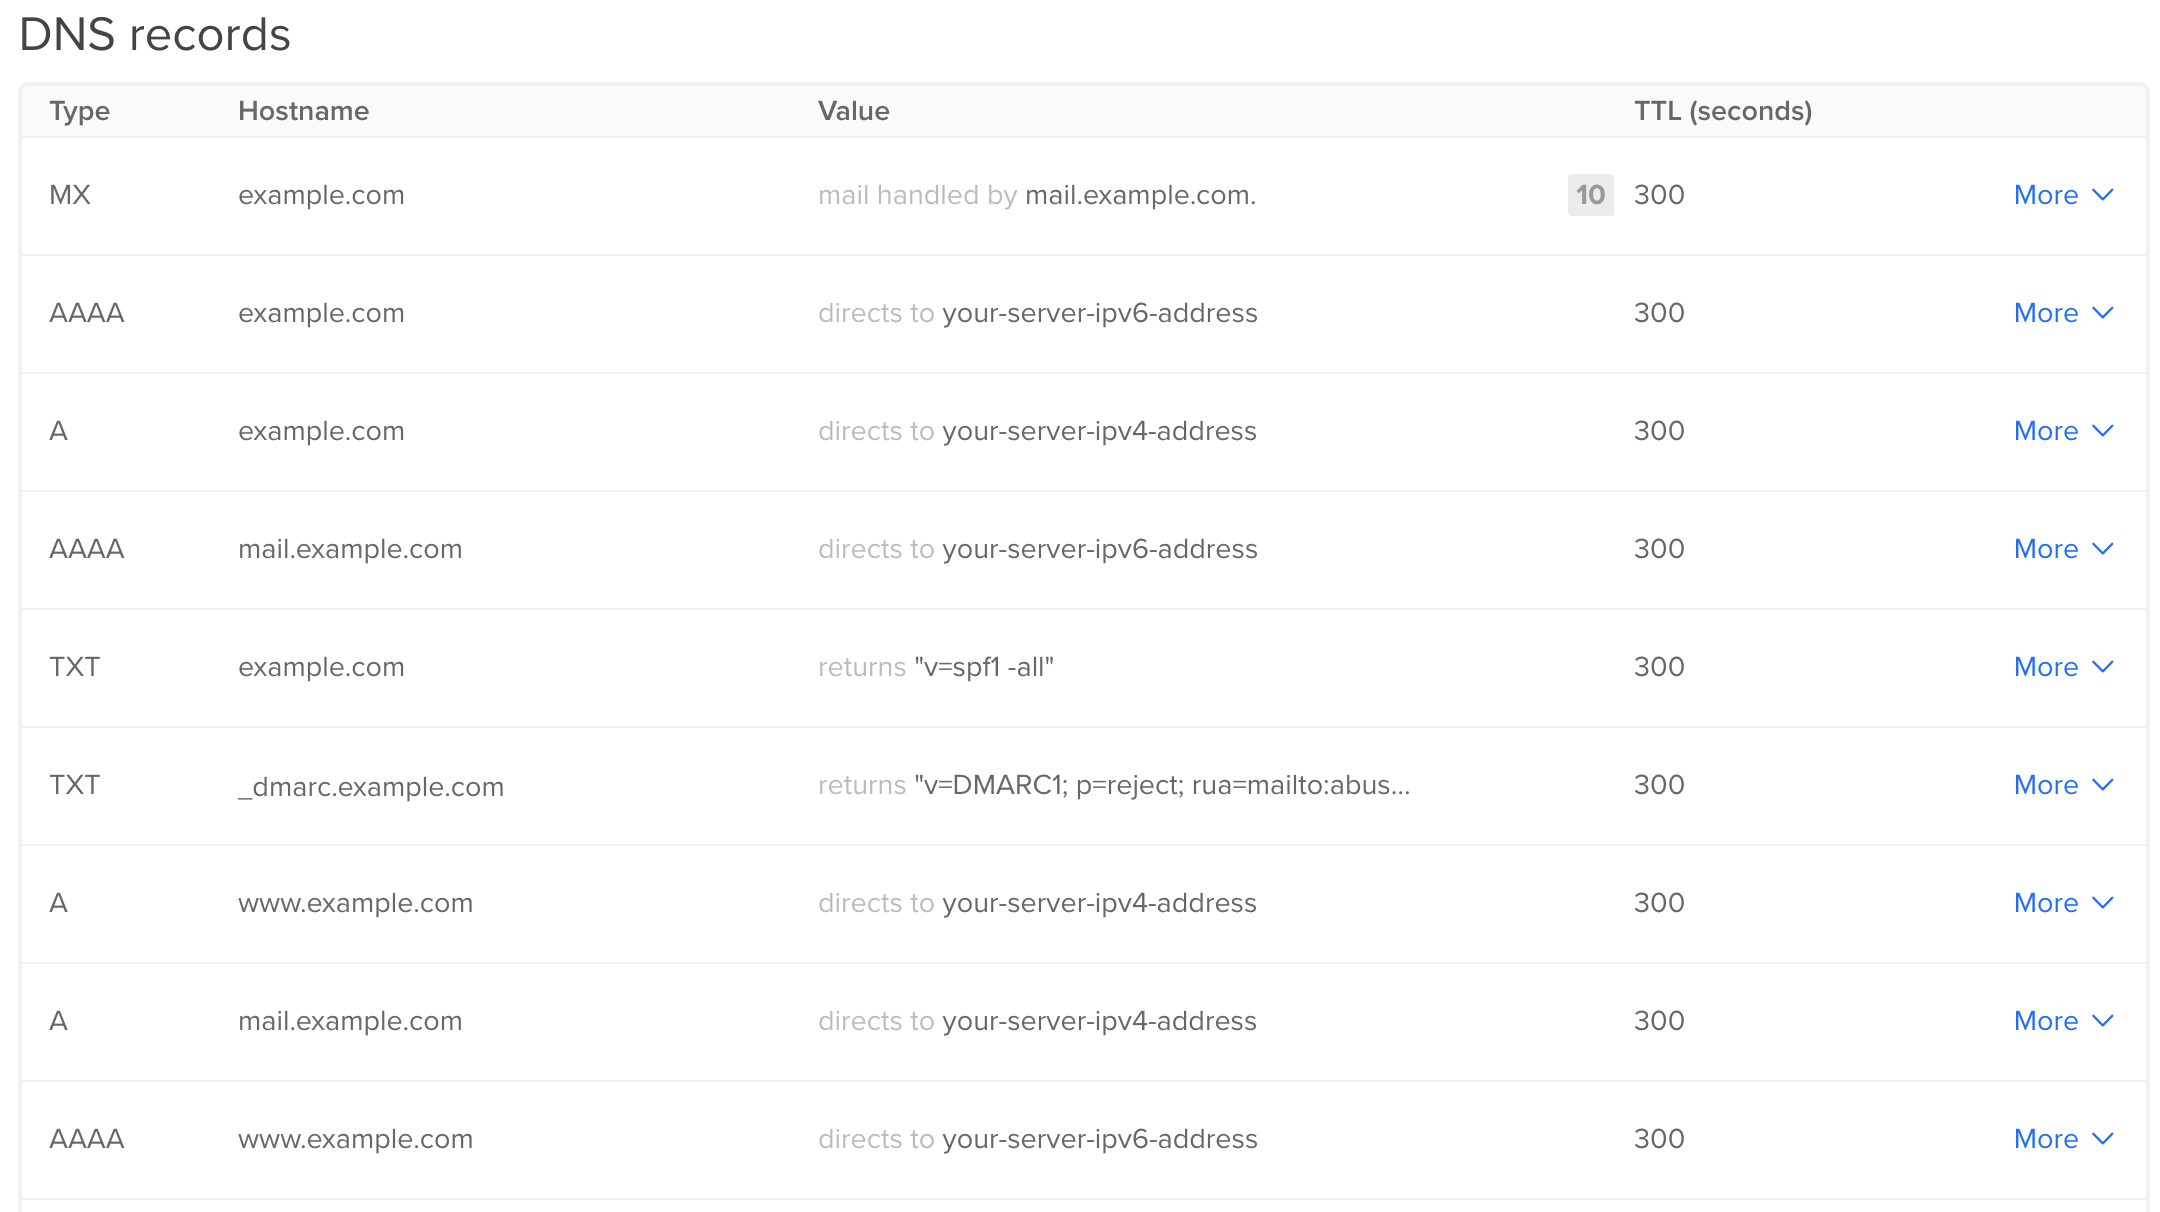 DNS records
Type Hostname Value TTL (seconds)
MX example.com mail handled by mail.example.com. 10 300 More
AAAA example.com directs to your-server-ipv6-address 300 More
A example.com directs to your-server-ipv4-address 300 More
AAAA mail.example.com directs to your-server-ipv6-address 300 More
TXT example.com returns "v=spf1 -all" 300 More
TXT _dmarc.example.com returns "v=DMARC1; p=reject; rua=mailto:abus... 300 More
A www.example.com directs to your-server-ipv4-address 300 More
A mail.example.com directs to your-server-ipv4-address 300 More
AAAA www.example.com directs to your-server-ipv6-address 300 More